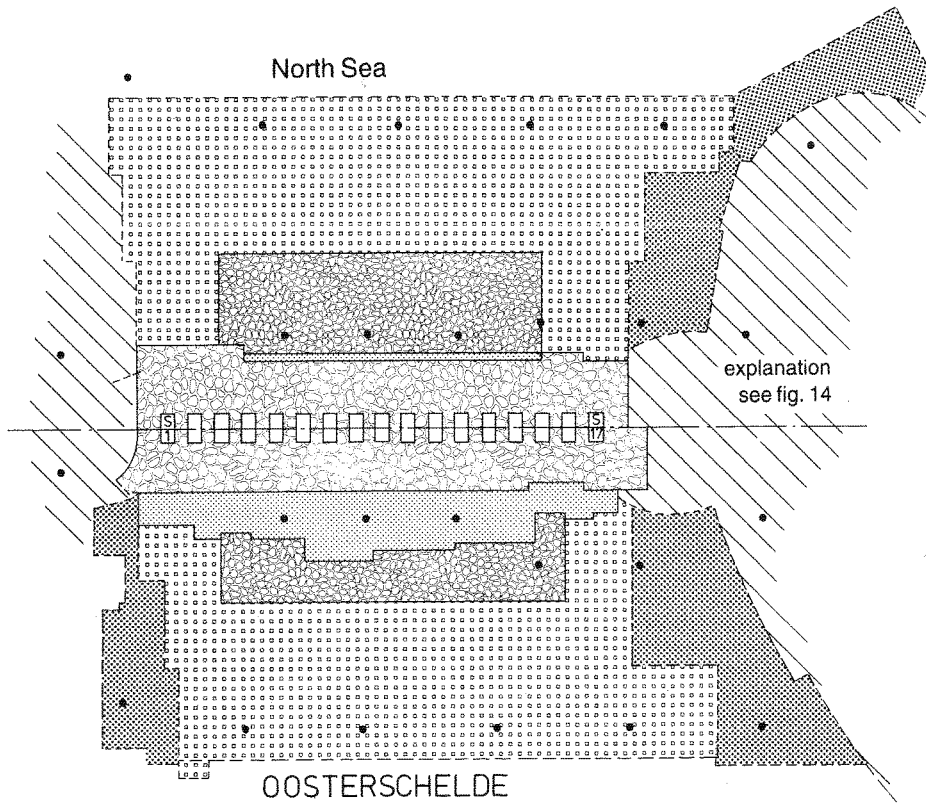 North Sea
explanation
see fig. 14
S
1
S
17
OOSTERSCHELDE